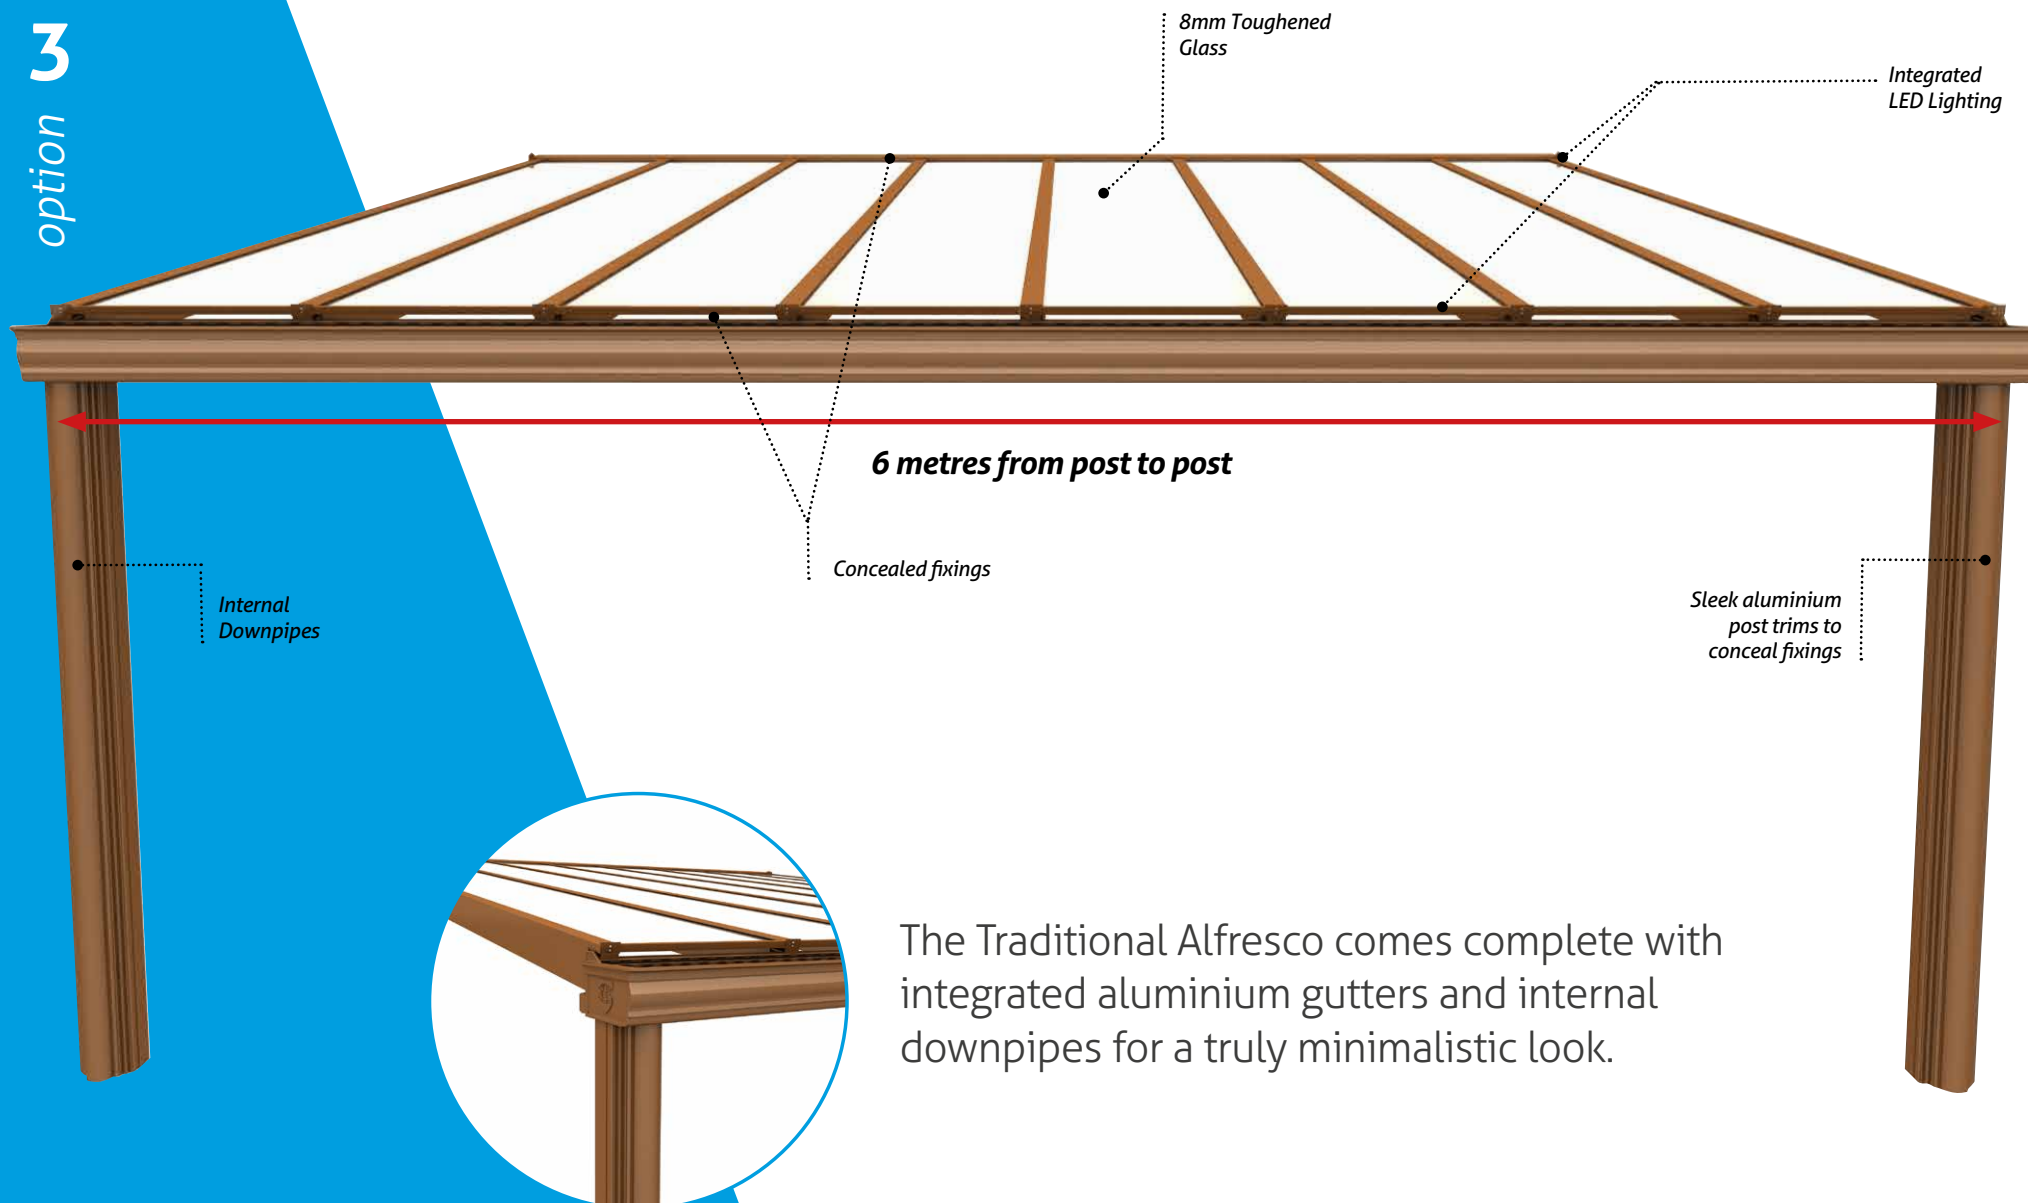 option 3
8mm Toughened
Glass
Integrated
LED Lighting
6 metres from post to post
Concealed fixings
Internal
Downpipes
Sleek aluminium
post trims to
conceal fixings
The Traditional Alfresco comes complete with
integrated aluminium gutters and internal
downpipes for a truly minimalistic look.